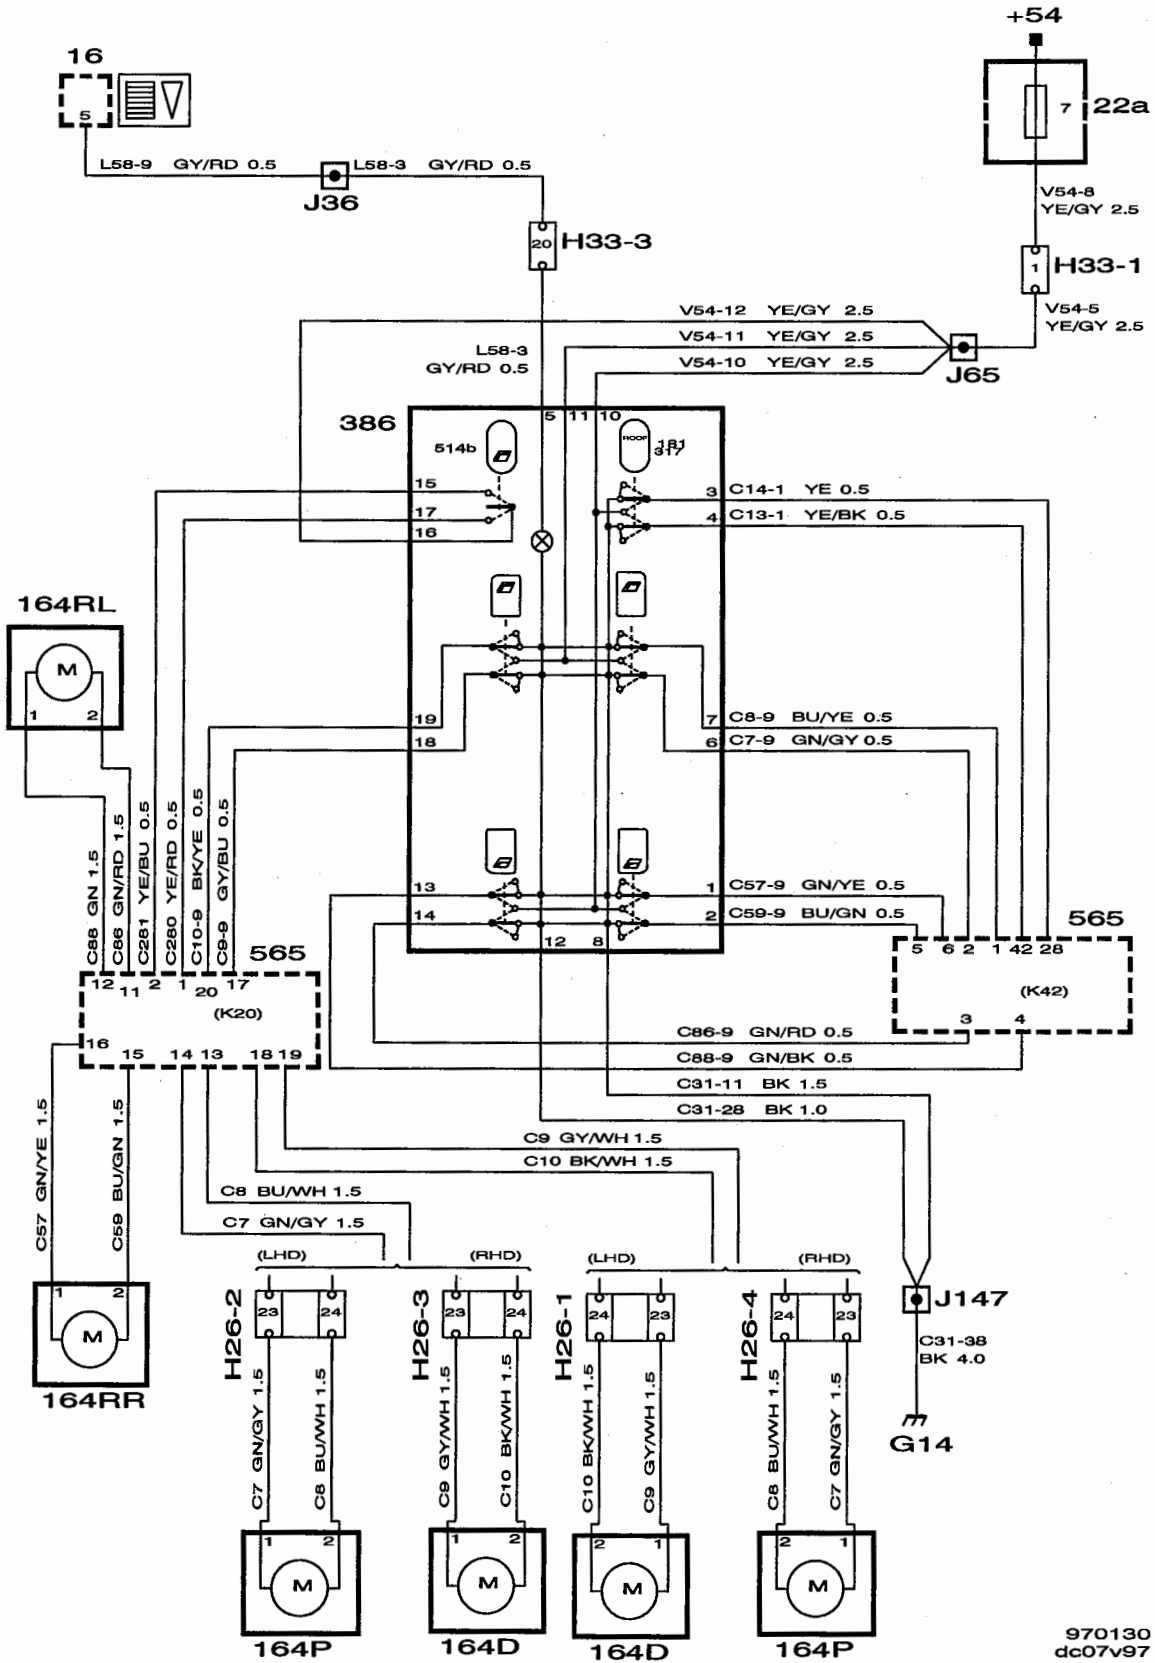 +54
16
5
7
22a
L58-9 GY/RD 0.5
L58-3 GY/RD 0.5
J36
V54-8
YE/GY 2.5
20
H33-3
1
H33-1
V54-12 YE/GY 2.5
V54-5
YE/GY 2.5
V54-11 YE/GY 2.5
L58-3
GY/RD 0.5
V54-10 YE/GY 2.5
J65
386
5 11 10
514b
ROOF
181
317
15
3 C14-1 YE 0.5
17
4 C13-1 YE/BK 0.5
16
164RL
M
1 2
19
7 C8-9 BU/YE 0.5
18
6 C7-9 GN/GY 0.5
C88 GN 1.5
C86 GN/RD 1.5
C281 YE/BU 0.5
C280 YE/RD 0.5
C10-9 BK/YE 0.5
C9-9 GY/BU 0.5
13
1 C57-9 GN/YE 0.5
14
2 C59-9 BU/GN 0.5
12 8
565
5 6 2 1 42 28
(K42)
3 4
565
12 11 2 1 20 17
(K20)
16
15 14 13 18 19
C86-9 GN/RD 0.5
C88-9 GN/BK 0.5
C31-11 BK 1.5
C31-28 BK 1.0
C9 GY/WH 1.5
C10 BK/WH 1.5
C8 BU/WH 1.5
C7 GN/GY 1.5
C57 GN/YE 1.5
C59 BU/GN 1.5
(LHD) (RHD) (LHD) (RHD)
1 2
M
164RR
H26-2
23 24
H26-3
23 24
H26-1
24 23
H26-4
24 23
J147
C31-38
BK 4.0
G14
C7 GN/GY 1.5
C8 BU/WH 1.5
C9 GY/WH 1.5
C10 BK/WH 1.5
C10 BK/WH 1.5
C9 GY/WH 1.5
C8 BU/WH 1.5
C7 GN/GY 1.5
1 2
M
164P
1 2
M
164D
2 1
M
164D
2 1
M
164P
970130
dc07v97